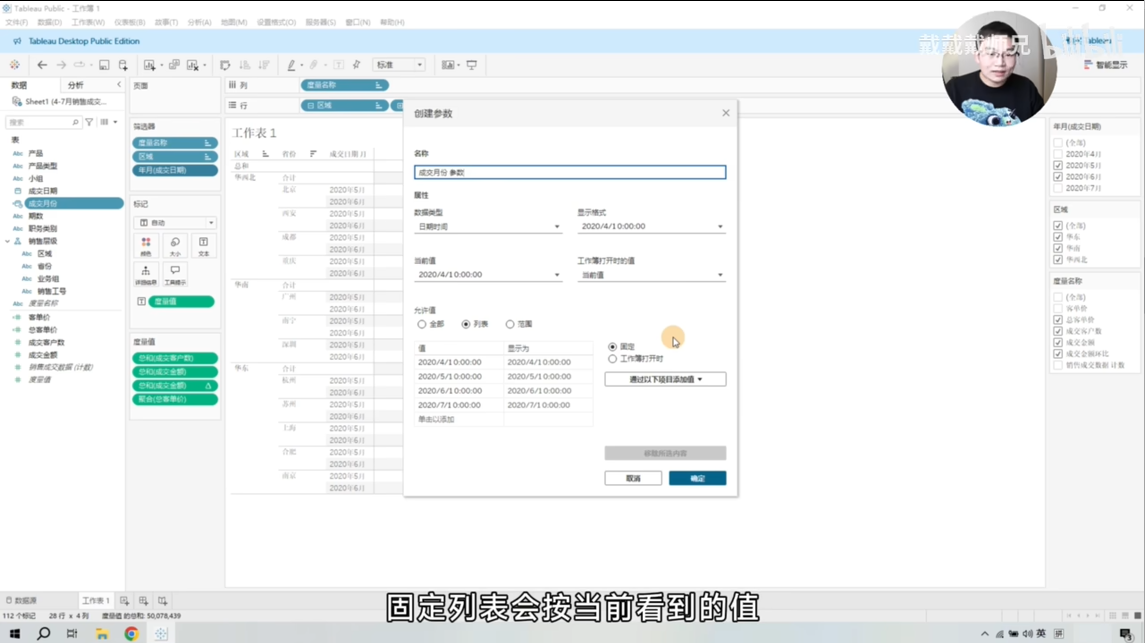 Tableau Public - 工作簿 1
文件(F) 数据(D) 工作表(W) 仪表板(B) 故事(T) 分析(A) 地图(M) 设置格式(O) 服务器(S) 窗口(N) 帮助(H)
Tableau Desktop Public Edition
戴戴戴师兄
bilibili
标准
智能显示
数据 分析
Sheet1 (4-7月销售成交...
搜索
表
Abc 产品
Abc 产品类型
Abc 小组
成交日期
成交月份
Abc 期数
Abc 职务类别
销售层级
Abc 区域
Abc 省份
Abc 业务组
Abc 销售工号
Abc 度量名称
客单价
总客单价
成交客户数
成交金额
销售成交数据 (计数)
度量值
页面
筛选器
度量名称
区域
年月(成交日期)
标记
自动
颜色 大小 文本
详细信息 工具提示
度量值
度量值
总和(成交客户数)
总和(成交金额)
总和(成交金额)
聚合(总客单价)
列 度量名称
行 区域
工作表 1
区域 省份 成交日期 月
总和
华西北 合计
北京 2020年5月
2020年6月
西安 2020年5月
2020年6月
成都 2020年5月
2020年6月
重庆 2020年5月
2020年6月
华南 合计
广州 2020年5月
2020年6月
南宁 2020年5月
2020年6月
深圳 2020年5月
2020年6月
华东 合计
杭州 2020年5月
2020年6月
苏州 2020年5月
2020年6月
上海 2020年5月
2020年6月
合肥 2020年5月
2020年6月
南京 2020年5月
2020年6月
创建参数
名称
成交月份 参数
属性
数据类型 显示格式
日期时间 2020/4/1 0:00:00
当前值 工作簿打开时的值
2020/4/1 0:00:00 当前值
允许值
全部 列表 范围
值 显示为
2020/4/1 0:00:00 2020/4/1 0:00:00
2020/5/1 0:00:00 2020/5/1 0:00:00
2020/6/1 0:00:00 2020/6/1 0:00:00
2020/7/1 0:00:00 2020/7/1 0:00:00
单击以添加
固定
工作簿打开时
通过以下项目添加值
移除所选内容
取消 确定
年月(成交日期)
(全部)
2020年4月
2020年5月
2020年6月
2020年7月
区域
(全部)
华东
华南
华西北
度量名称
(全部)
客单价
总客单价
成交客户数
成交金额
成交金额环比
销售成交数据 计数
固定列表会按当前看到的值
数据源 工作表 1
112 个标记 28 行 x 4 列 度量值 的总和: 50,078,439
英